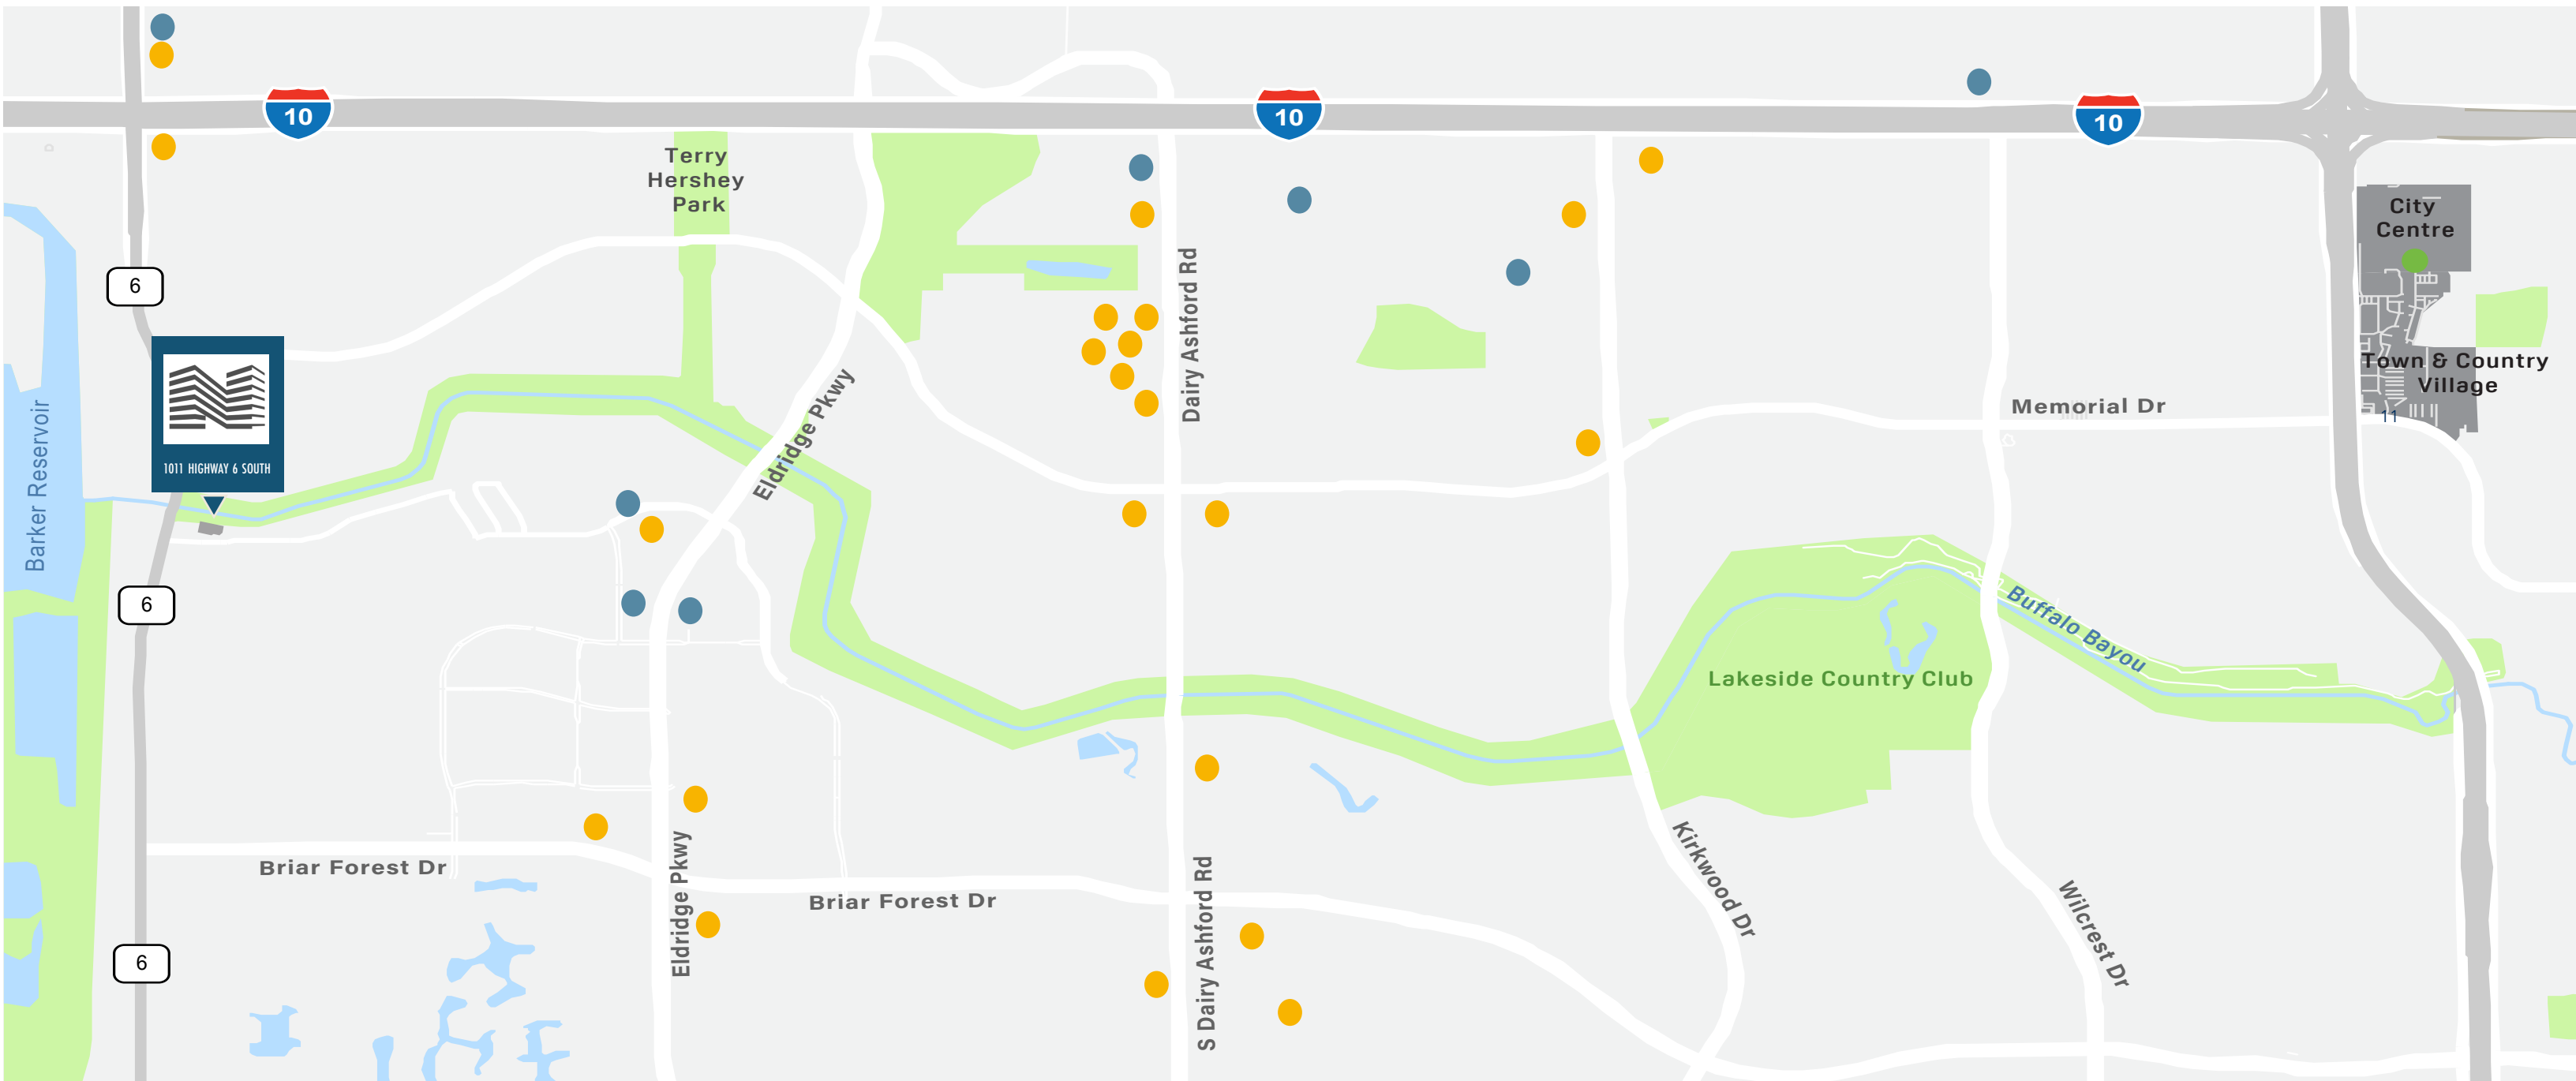 10
10
10
Terry
Hershey
Park
City
Centre
6
Dairy Ashford Rd
Town & Country
Village
11
Memorial Dr
Eldridge Pkwy
Barker Reservoir
1011 HIGHWAY 6 SOUTH
6
Buffalo Bayou
Lakeside Country Club
Briar Forest Dr
Eldridge Pkwy
Briar Forest Dr
S Dairy Ashford Rd
Kirkwood Dr
Wilcrest Dr
6